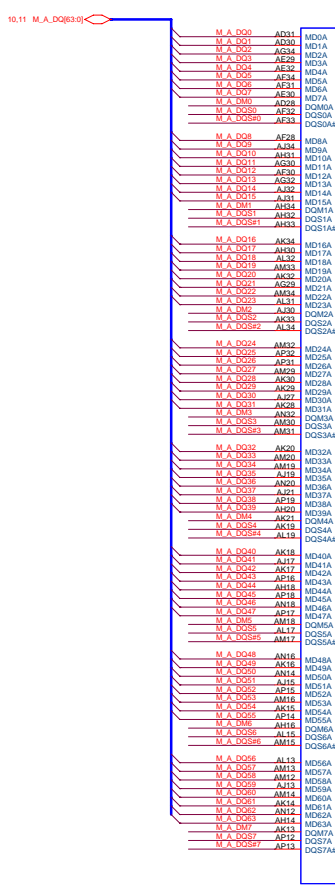 10,11 M_A_DQ[63:0]
M_A_DQ0 AD31 MD0A
M_A_DQ1 AD30 MD1A
M_A_DQ2 AG34 MD2A
M_A_DQ3 AE29 MD3A
M_A_DQ4 AE32 MD4A
M_A_DQ5 AF34 MD5A
M_A_DQ6 AF31 MD6A
M_A_DQ7 AE30 MD7A
M_A_DM0 AD28 DQM0A
M_A_DQS0 AF32 DQS0A
M_A_DQS#0 AF33 DQS0A#
M_A_DQ8 AF28 MD8A
M_A_DQ9 AJ34 MD9A
M_A_DQ10 AH31 MD10A
M_A_DQ11 AG30 MD11A
M_A_DQ12 AF30 MD12A
M_A_DQ13 AG32 MD13A
M_A_DQ14 AJ32 MD14A
M_A_DQ15 AJ31 MD15A
M_A_DM1 AH34 DQM1A
M_A_DQS1 AH32 DQS1A
M_A_DQS#1 AH33 DQS1A#
M_A_DQ16 AK34 MD16A
M_A_DQ17 AH30 MD17A
M_A_DQ18 AL32 MD18A
M_A_DQ19 AM33 MD19A
M_A_DQ20 AK32 MD20A
M_A_DQ21 AG29 MD21A
M_A_DQ22 AM34 MD22A
M_A_DQ23 AL31 MD23A
M_A_DM2 AJ30 DQM2A
M_A_DQS2 AK33 DQS2A
M_A_DQS#2 AL34 DQS2A#
M_A_DQ24 AM32 MD24A
M_A_DQ25 AP32 MD25A
M_A_DQ26 AP31 MD26A
M_A_DQ27 AM29 MD27A
M_A_DQ28 AK30 MD28A
M_A_DQ29 AK29 MD29A
M_A_DQ30 AJ27 MD30A
M_A_DQ31 AK28 MD31A
M_A_DM3 AN32 DQM3A
M_A_DQS3 AM30 DQS3A
M_A_DQS#3 AM31 DQS3A#
M_A_DQ32 AK20 MD32A
M_A_DQ33 AM20 MD33A
M_A_DQ34 AM19 MD34A
M_A_DQ35 AJ19 MD35A
M_A_DQ36 AN20 MD36A
M_A_DQ37 AJ21 MD37A
M_A_DQ38 AP19 MD38A
M_A_DQ39 AH20 MD39A
M_A_DM4 AK21 DQM4A
M_A_DQS4 AK19 DQS4A
M_A_DQS#4 AL19 DQS4A#
M_A_DQ40 AK18 MD40A
M_A_DQ41 AJ17 MD41A
M_A_DQ42 AK17 MD42A
M_A_DQ43 AP16 MD43A
M_A_DQ44 AH18 MD44A
M_A_DQ45 AP18 MD45A
M_A_DQ46 AN18 MD46A
M_A_DQ47 AP17 MD47A
M_A_DM5 AM18 DQM5A
M_A_DQS5 AL17 DQS5A
M_A_DQS#5 AM17 DQS5A#
M_A_DQ48 AN16 MD48A
M_A_DQ49 AK16 MD49A
M_A_DQ50 AN14 MD50A
M_A_DQ51 AJ15 MD51A
M_A_DQ52 AP15 MD52A
M_A_DQ53 AM16 MD53A
M_A_DQ54 AK15 MD54A
M_A_DQ55 AP14 MD55A
M_A_DM6 AH16 DQM6A
M_A_DQS6 AL15 DQS6A
M_A_DQS#6 AM15 DQS6A#
M_A_DQ56 AL13 MD56A
M_A_DQ57 AM13 MD57A
M_A_DQ58 AM12 MD58A
M_A_DQ59 AJ13 MD59A
M_A_DQ60 AM14 MD60A
M_A_DQ61 AK14 MD61A
M_A_DQ62 AN12 MD62A
M_A_DQ63 AH14 MD63A
M_A_DM7 AK13 DQM7A
M_A_DQS7 AP12 DQS7A
M_A_DQS#7 AP13 DQS7A#